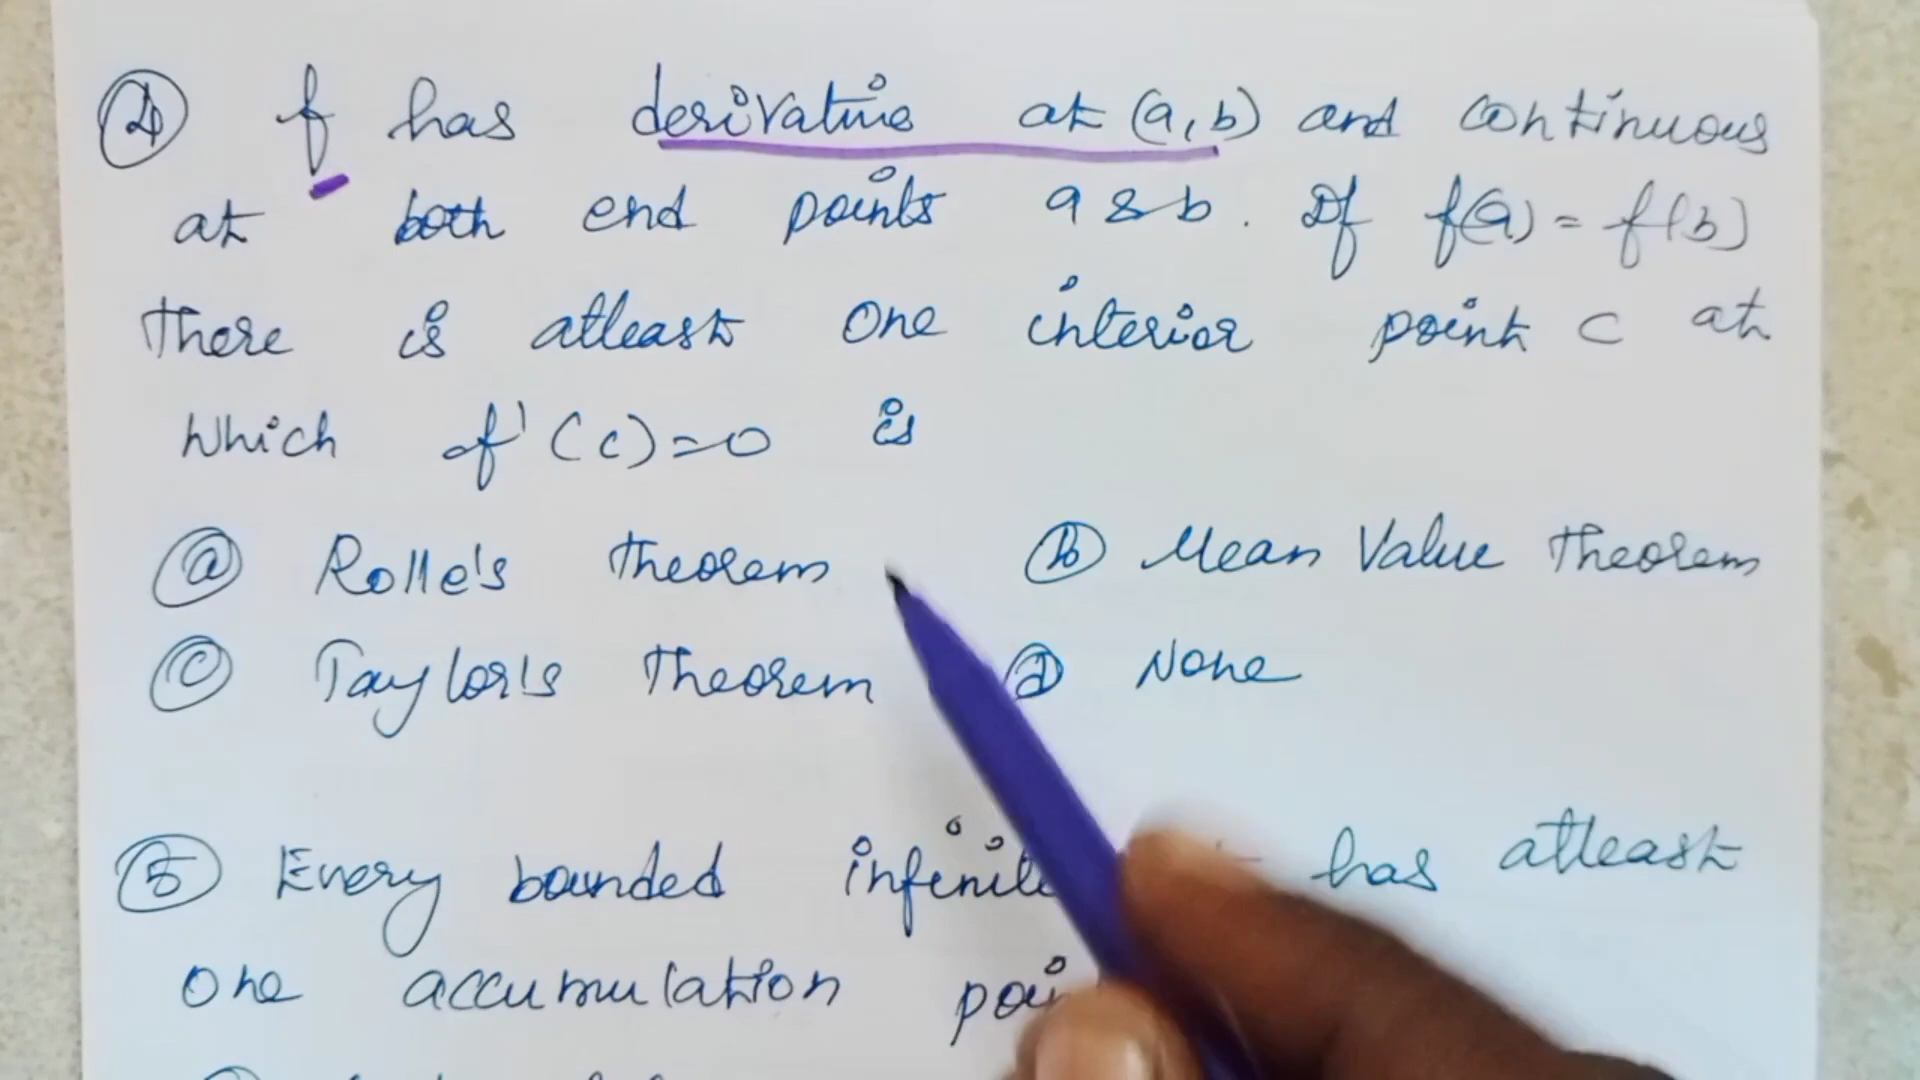 4 f has derivative at (a,b) and continuous
at both end points a & b. If f(a) = f(b)
There is atleast one interior point c at
which f'(c)=0 is
a Rolle's theorem b Mean Value theorem
c Taylor's theorem d None
5 Every bounded has atleast
one accumulation